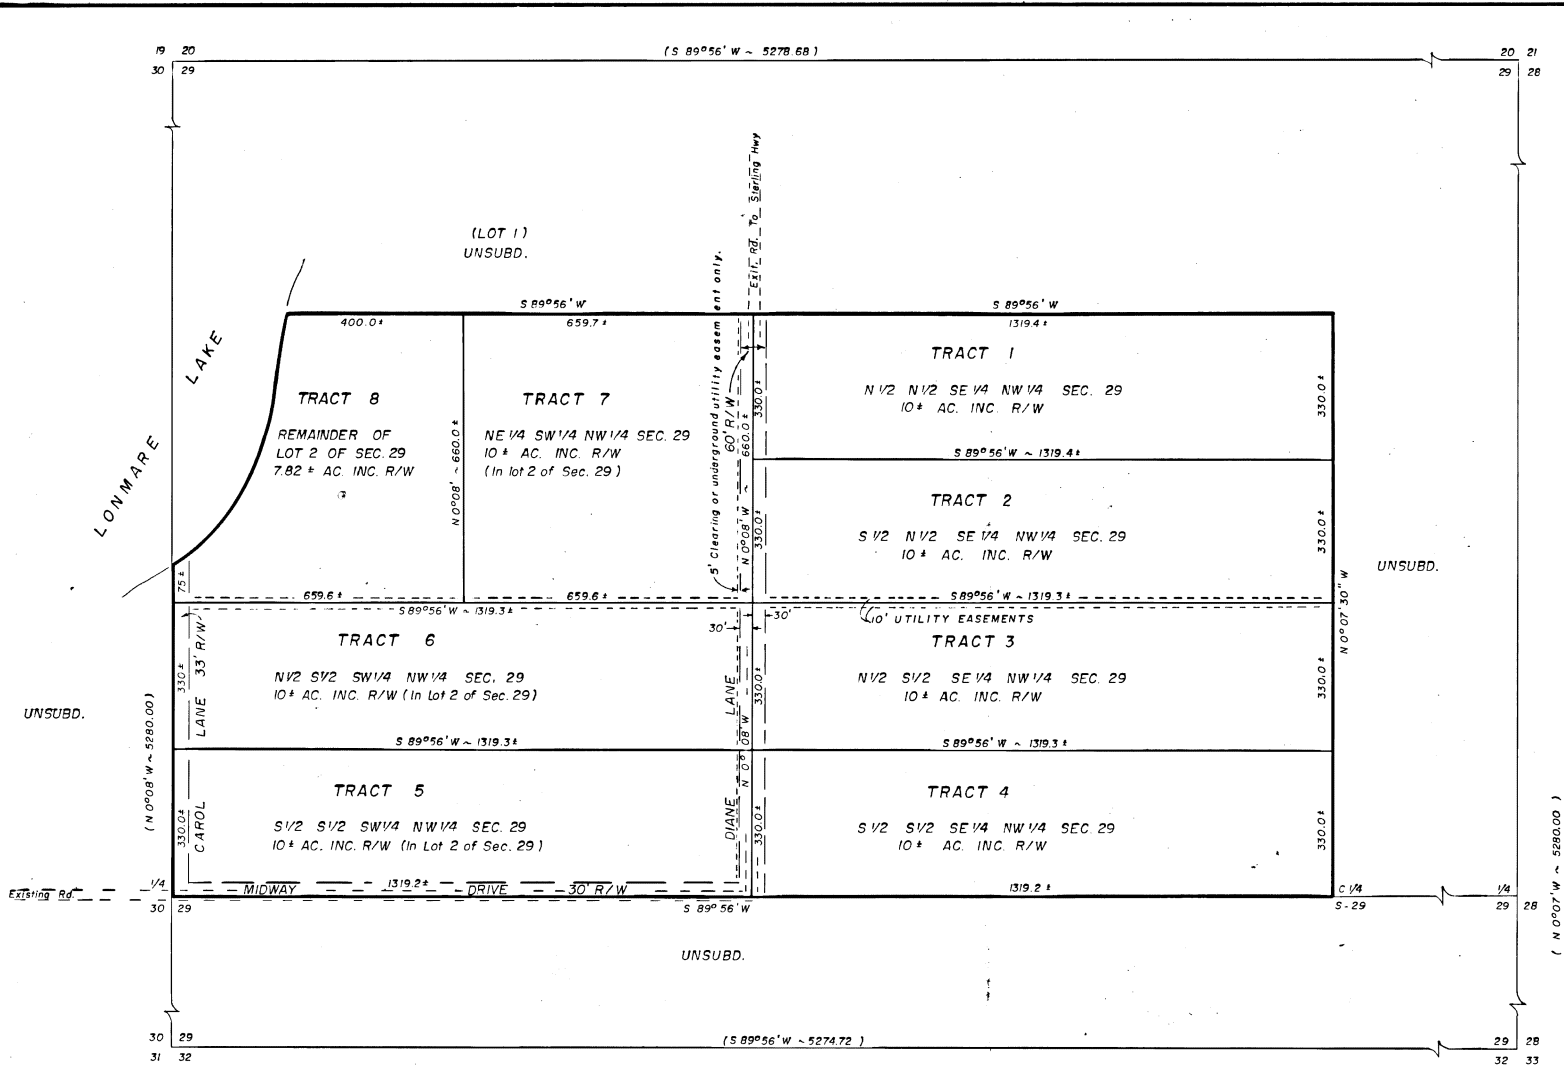 19 20
(S 89°56' W ~ 5278.68)
20 21
30 29
29 28
Exit. Rd. To Sterling Hwy
(LOT 1)
UNSUBD.
LONMARE LAKE
S 89°56' W
S 89°56' W
400.0±
659.7±
1319.4±
5' Clearing or underground utility easement only.
60' R/W
TRACT 8
REMAINDER OF
LOT 2 OF SEC. 29
7.82± AC. INC. R/W
N 0°08' ~ 660.0±
TRACT 7
NE 1/4 SW 1/4 NW 1/4 SEC. 29
10± AC. INC. R/W
(In lot 2 of Sec. 29)
N 0°08' W ~ 660.0±
330.0±
TRACT 1
N 1/2 N 1/2 SE 1/4 NW 1/4 SEC. 29
10± AC. INC. R/W
330.0±
S 89°56' W ~ 1319.4±
330.0±
TRACT 2
S 1/2 N 1/2 SE 1/4 NW 1/4 SEC. 29
10± AC. INC. R/W
330.0±
UNSUBD.
75±
659.6±
659.6±
S 89°56' W ~ 1319.3±
S 89°56' W ~ 1319.3±
10' UTILITY EASEMENTS
30'
30'
N 0°07'30" W
330±
CAROL LANE 33' R/W
TRACT 6
N 1/2 S 1/2 SW 1/4 NW 1/4 SEC. 29
10± AC. INC. R/W (In Lot 2 of Sec. 29)
DIANE LANE
N 0°08' W
330.0±
TRACT 3
N 1/2 S 1/2 SE 1/4 NW 1/4 SEC. 29
10± AC. INC. R/W
330.0±
UNSUBD.
(N 0°08' W ~ 5280.00)
S 89°56' W ~ 1319.3±
S 89°56' W ~ 1319.3±
330.0±
TRACT 5
S 1/2 S 1/2 SW 1/4 NW 1/4 SEC. 29
10± AC. INC. R/W (In Lot 2 of Sec. 29)
330.0±
TRACT 4
S 1/2 S 1/2 SE 1/4 NW 1/4 SEC. 29
10± AC. INC. R/W
330.0±
(N 0°07' W ~ 5280.00)
Existing Rd.
1/4
MIDWAY DRIVE 30' R/W
1319.2±
1319.2±
C 1/4
1/4
30 29
S 89°56' W
S-29
29 28
UNSUBD.
30 29
(S 89°56' W ~ 5274.72)
29 28
31 32
32 33